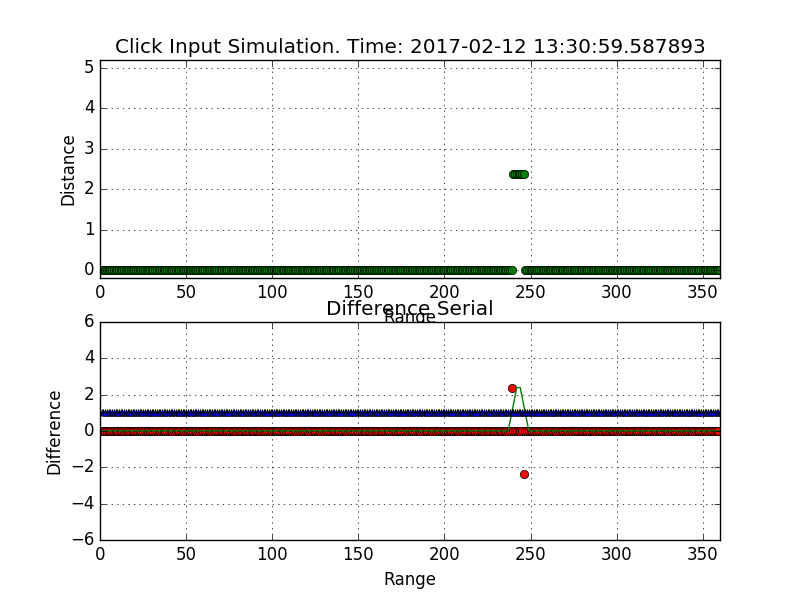 Click Input Simulation. Time: 2017-02-12 13:30:59.587893
5
4
3
2
1
0
Distance
0 50 100 150 200 250 300 350
Range
Difference Serial
6
4
2
0
−2
−4
−6
Difference
0 50 100 150 200 250 300 350
Range